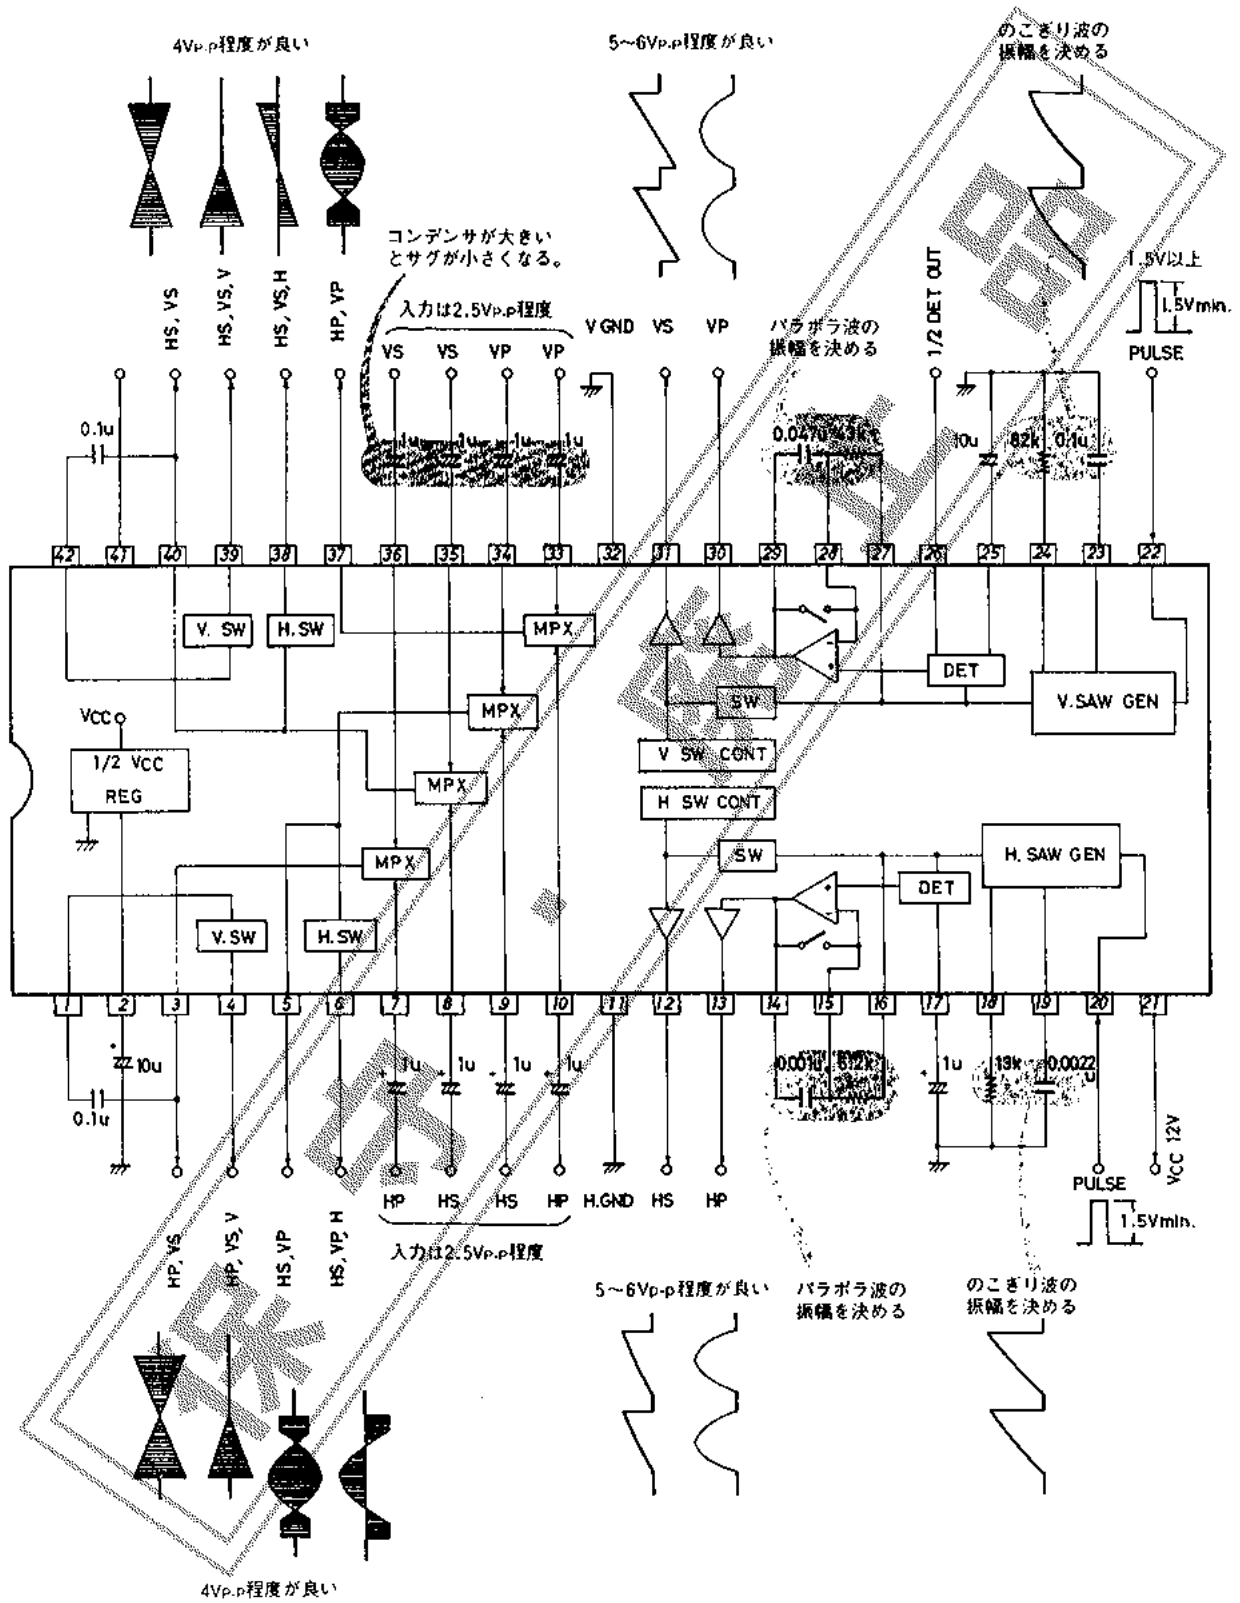 4Vp.p程度が良い
5〜6Vp.p程度が良い
のこぎり波の
振幅を決める
コンデンサが大きい
とサグが小さくなる。
入力は2.5Vp.p程度
HS, VS
HS, VS, V
HS, VS, H
HP, VP
VS
VS
VP
VP
V GND
VS
VP
パラボラ波の
振幅を決める
1/2 DET OUT
1.5V以上
1.5Vmin.
PULSE
0.1u
1u
1u
1u
1u
0.047u
43k
10u
82k
0.1u
42 41 40 39 38 37 36 35 34 33 32 31 30 29 28 27 26 25 24 23 22
V. SW
H.SW
MPX
MPX
MPX
MPX
VCC
1/2 VCC
REG
V.SW
H.SW
SW
DET
V.SAW GEN
V SW CONT
H SW CONT
SW
DET
H. SAW GEN
1 2 3 4 5 6 7 8 9 10 11 12 13 14 15 16 17 18 19 20 21
0.1u
10u
1u
1u
1u
1u
0.001u
1u
13k
0.0022
u
HP, VS
HP, VS, V
HS, VP
HS, VP, H
HP
HS
HS
HP
H.GND
HS
HP
入力は2.5Vp.p程度
PULSE
1.5Vmin.
VCC 12V
5〜6Vp-p程度が良い
パラボラ波の
振幅を決める
のこぎり波の
振幅を決める
4Vp.p程度が良い